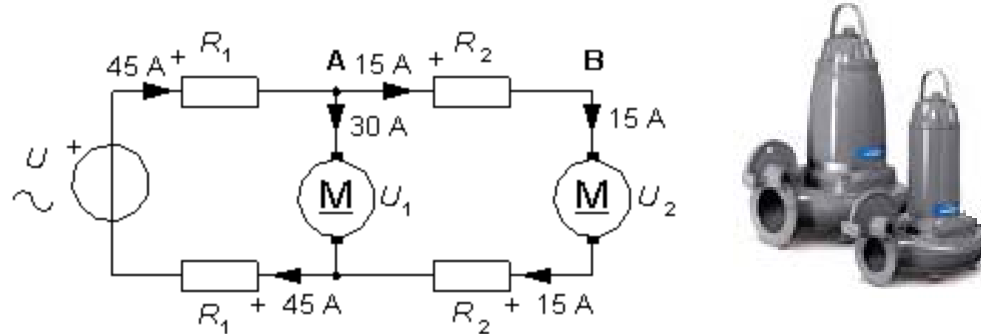 45 A + R1 A 15 A + R2 B
30 A 15 A
U + M U1 M U2
R1 + 45 A R2 + 15 A